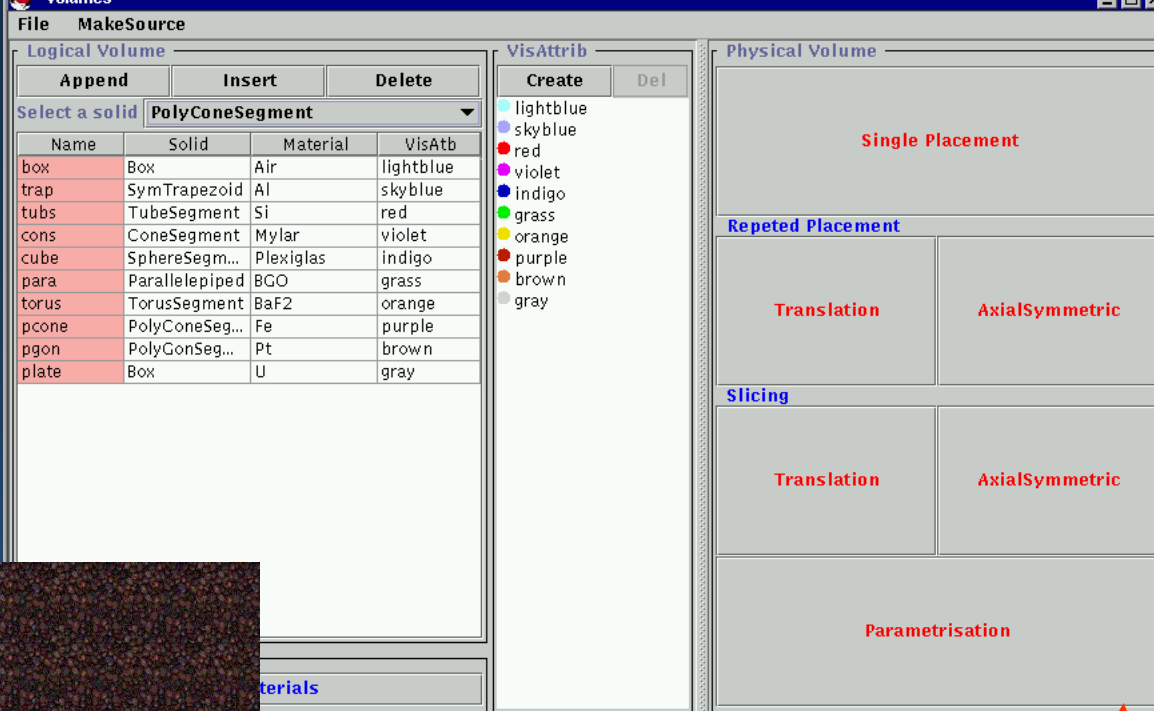 Volumes
File MakeSource
Logical Volume
Append Insert Delete
Select a solid PolyConeSegment
Name Solid Material VisAtb
box Box Air lightblue
trap SymTrapezoid Al skyblue
tubs TubeSegment Si red
cons ConeSegment Mylar violet
cube SphereSegm... Plexiglas indigo
para Parallelepiped BGO grass
torus TorusSegment BaF2 orange
pcone PolyConeSeg... Fe purple
pgon PolyGonSeg... Pt brown
plate Box U gray
terials
VisAttrib
Create Del
lightblue
skyblue
red
violet
indigo
grass
orange
purple
brown
gray
Physical Volume
Single Placement
Repeted Placement
Translation AxialSymmetric
Slicing
Translation AxialSymmetric
Parametrisation